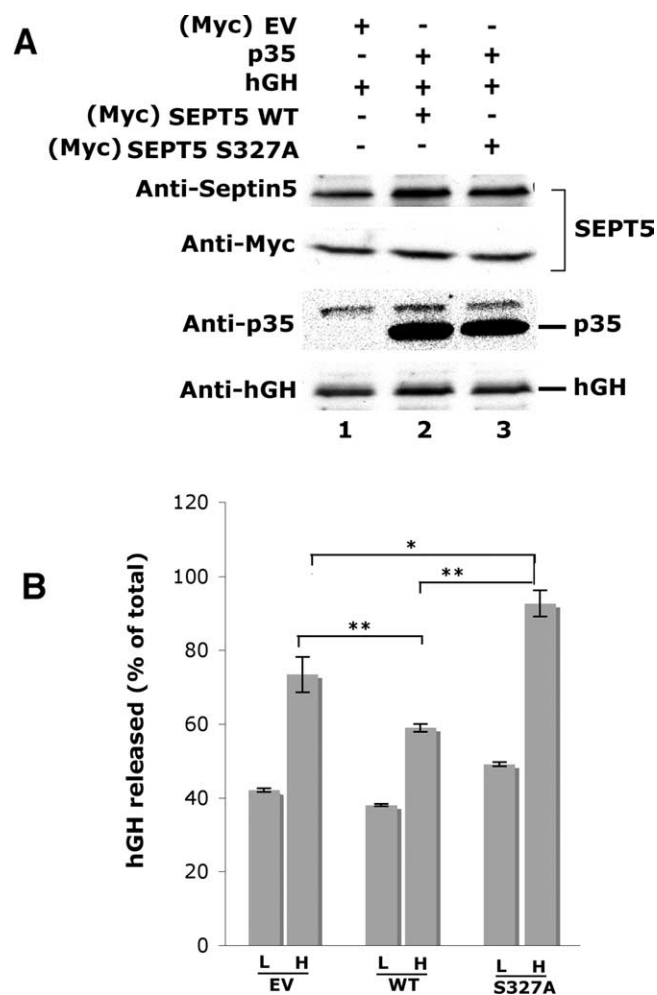 A
(Myc) EV + - -
p35 - + +
hGH + + +
(Myc) SEPT5 WT - + -
(Myc) SEPT5 S327A - - +
Anti-Septin5
SEPT5
Anti-Myc
Anti-p35 p35
Anti-hGH hGH
1 2 3
B
hGH released (% of total)
120
100
80
60
40
20
0
*
**
**
L H L H L H
EV WT S327A